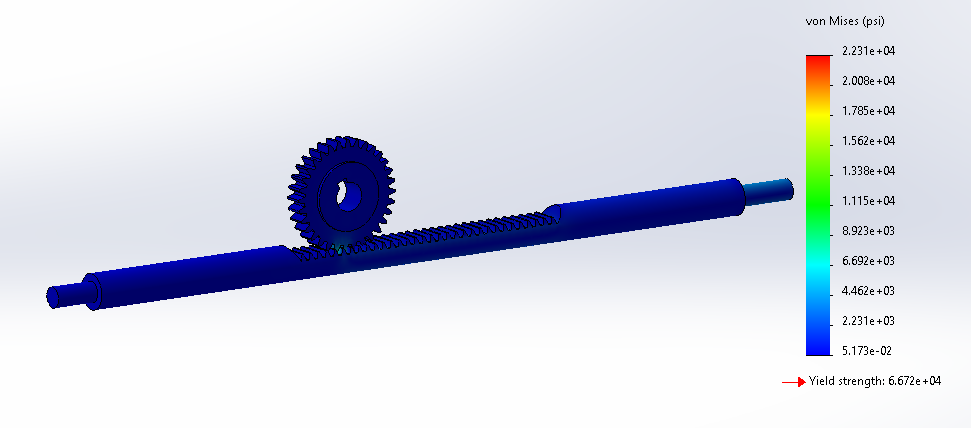 von Mises (psi)
2.231e+04
2.008e+04
1.785e+04
1.562e+04
1.338e+04
1.115e+04
8.923e+03
6.692e+03
4.462e+03
2.231e+03
5.173e-02
Yield strength: 6.672e+04